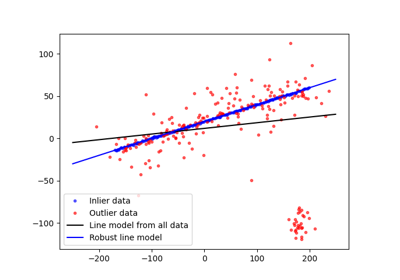 100
50
0
−50
−100
Inlier data
Outlier data
Line model from all data
Robust line model
−200
−100
0
100
200